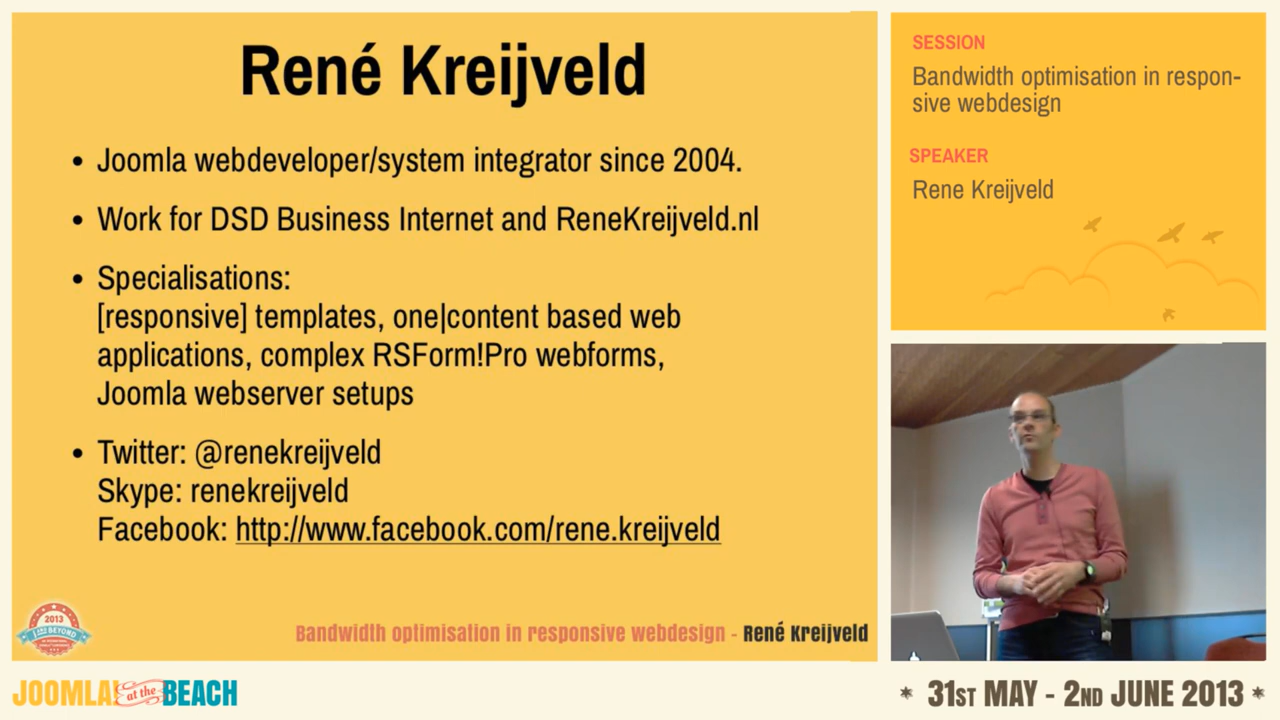 René Kreijveld
• Joomla webdeveloper/system integrator since 2004.
• Work for DSD Business Internet and ReneKreijveld.nl
• Specialisations:
[responsive] templates, one|content based web
applications, complex RSForm!Pro webforms,
Joomla webserver setups
• Twitter: @renekreijveld
Skype: renekreijveld
Facebook: http://www.facebook.com/rene.kreijveld
2013
J AND BEYOND
Bandwidth optimisation in responsive webdesign - René Kreijveld
SESSION
Bandwidth optimisation in respon-
sive webdesign
SPEAKER
Rene Kreijveld
JOOMLA! at the BEACH
* 31ST MAY - 2ND JUNE 2013 *